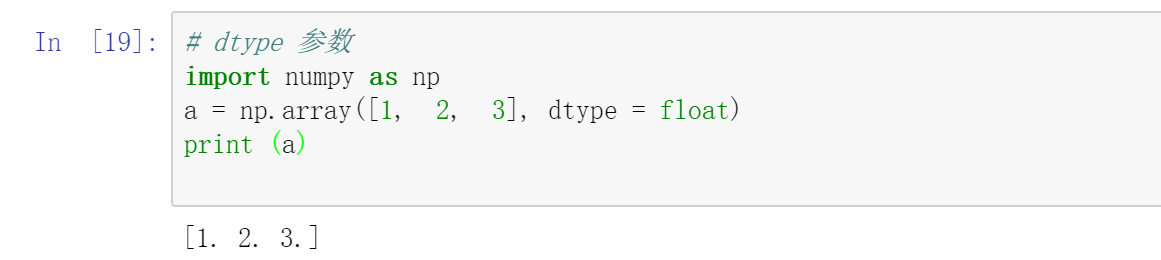 In [19]: # dtype 参数
import numpy as np
a = np.array([1, 2, 3], dtype = float)
print (a)
[1. 2. 3.]